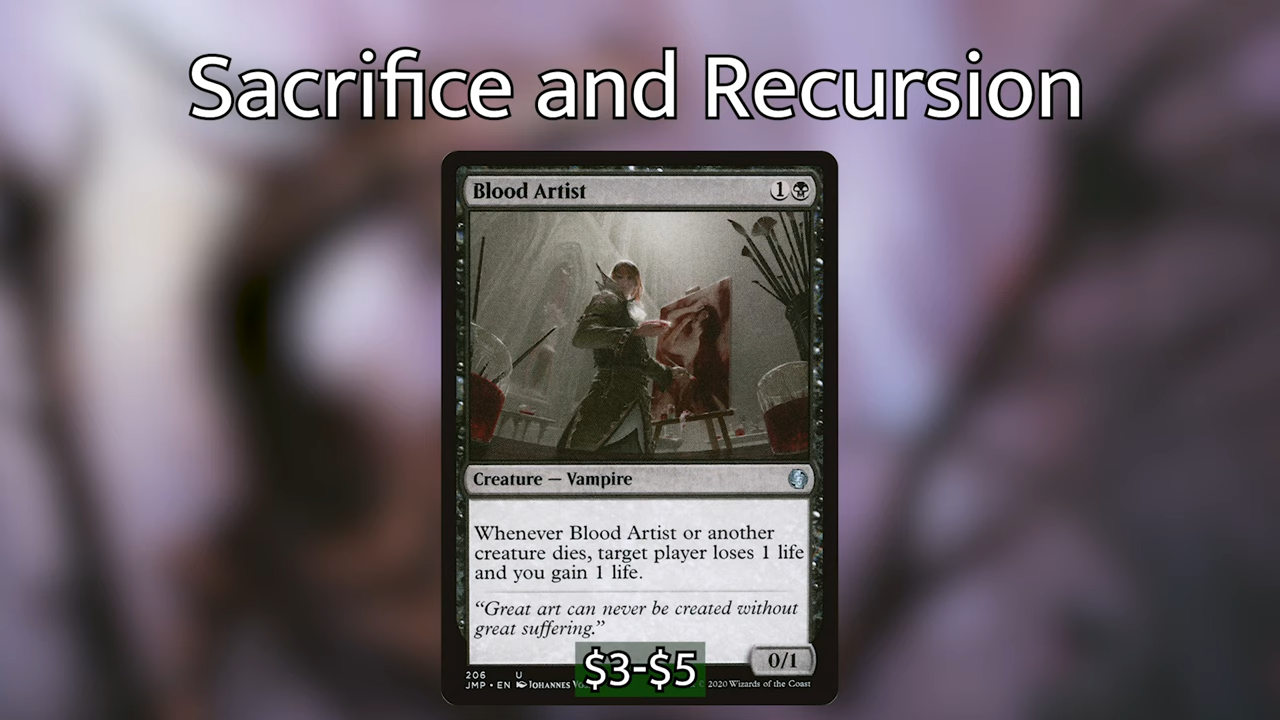 Sacrifice and Recursion
Blood Artist 1
Creature — Vampire
Whenever Blood Artist or another
creature dies, target player loses 1 life
and you gain 1 life.
“Great art can never be created without
great suffering.”
0/1
$3-$5
206 U
JMP • EN JOHANNES 2020 Wizards of the Coast